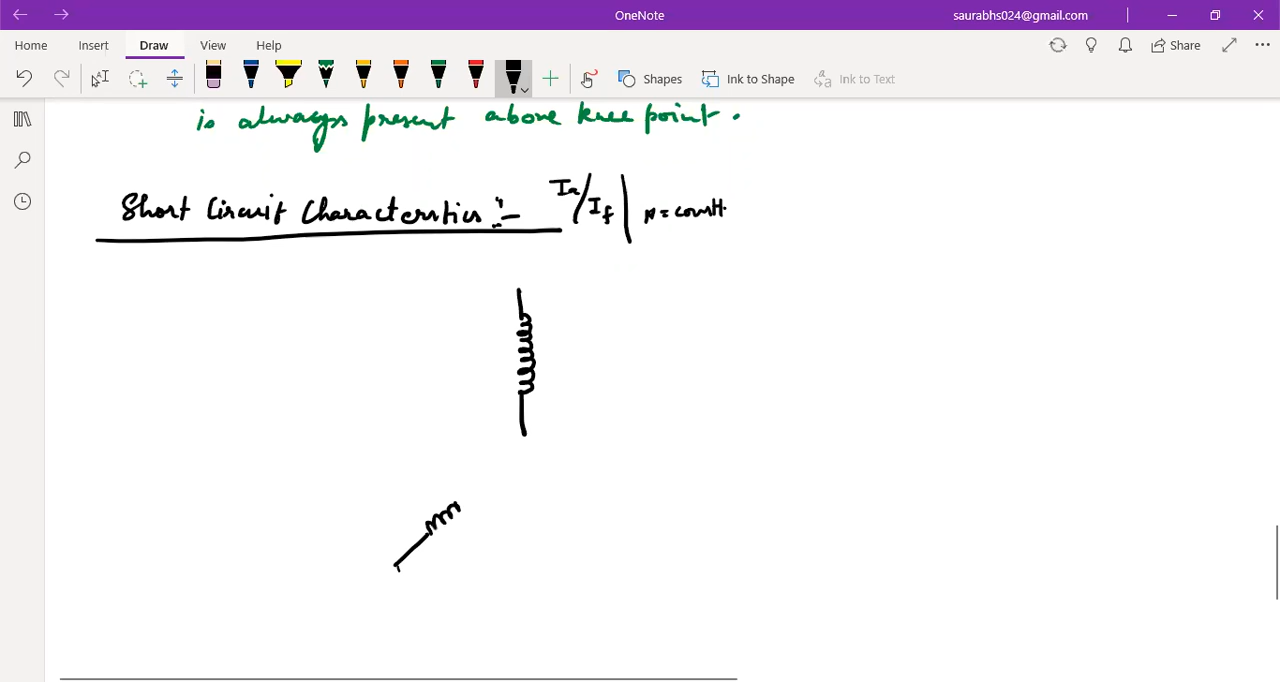 OneNote
saurabhs024@gmail.com
Home Insert Draw View Help
Share
Shapes
Ink to Shape
Ink to Text
is always present above knee point.
Short Circuit Characteristics :- Ia/If | N = const